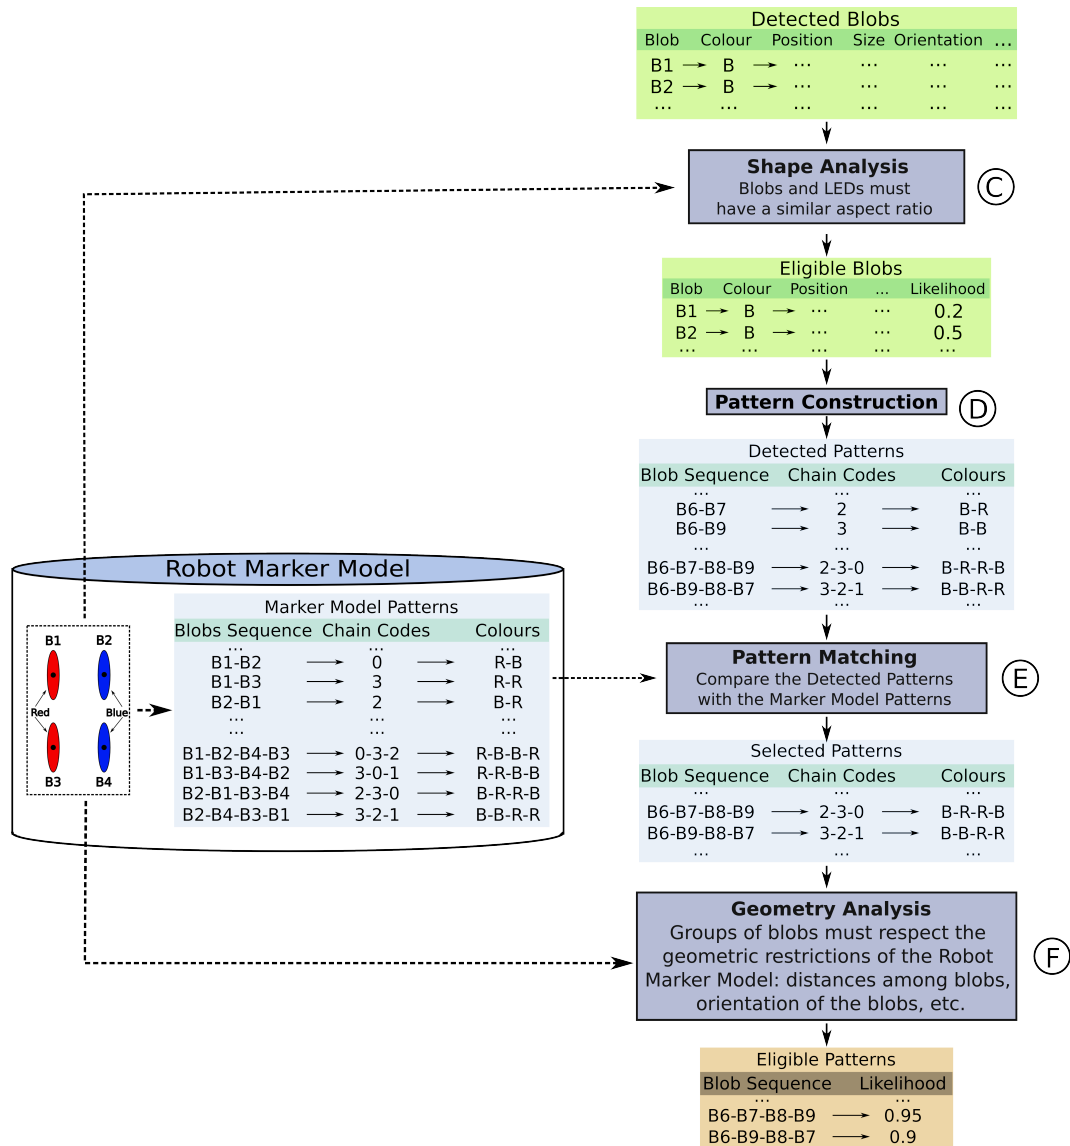 Detected Blobs
Blob Colour Position Size Orientation ...
B1 → B → ... ... ... ...
B2 → B → ... ... ... ...
... ... ... ... ... ...
Shape Analysis
Blobs and LEDs must
have a similar aspect ratio
C
Eligible Blobs
Blob Colour Position ... Likelihood
B1 → B → ... ... 0.2
B2 → B → ... ... 0.5
... ... ... ... ...
Pattern Construction
D
Detected Patterns
Blob Sequence Chain Codes Colours
... ... ...
B6-B7 → 2 → B-R
B6-B9 → 3 → B-B
... ... ...
B6-B7-B8-B9 → 2-3-0 → B-R-R-B
B6-B9-B8-B7 → 3-2-1 → B-B-R-R
... ... ...
Robot Marker Model
B1 B2
Red Blue
B3 B4
Marker Model Patterns
Blobs Sequence Chain Codes Colours
... ... ...
B1-B2 → 0 → R-B
B1-B3 → 3 → R-R
B2-B1 → 2 → B-R
... ... ...
... ... ...
B1-B2-B4-B3 → 0-3-2 → R-B-B-R
B1-B3-B4-B2 → 3-0-1 → R-R-B-B
B2-B1-B3-B4 → 2-3-0 → B-R-R-B
B2-B4-B3-B1 → 3-2-1 → B-B-R-R
Pattern Matching
Compare the Detected Patterns
with the Marker Model Patterns
E
Selected Patterns
Blob Sequence Chain Codes Colours
... ... ...
B6-B7-B8-B9 → 2-3-0 → B-R-R-B
B6-B9-B8-B7 → 3-2-1 → B-B-R-R
... ... ...
Geometry Analysis
Groups of blobs must respect the
geometric restrictions of the Robot
Marker Model: distances among blobs,
orientation of the blobs, etc.
F
Eligible Patterns
Blob Sequence Likelihood
... ...
B6-B7-B8-B9 → 0.95
B6-B9-B8-B7 → 0.9